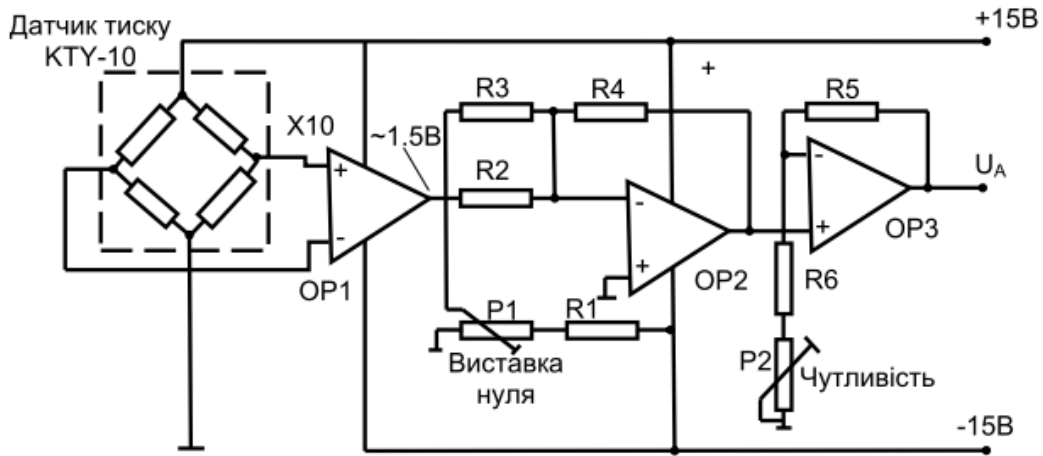 Датчик тиску
KTY-10
+15В
+
R3
R4
R5
X10
~1.5В
R2
+
-
OP1
-
+
OP2
-
+
OP3
U_A
P1
R1
R6
Виставка
нуля
P2
Чутливість
-15В